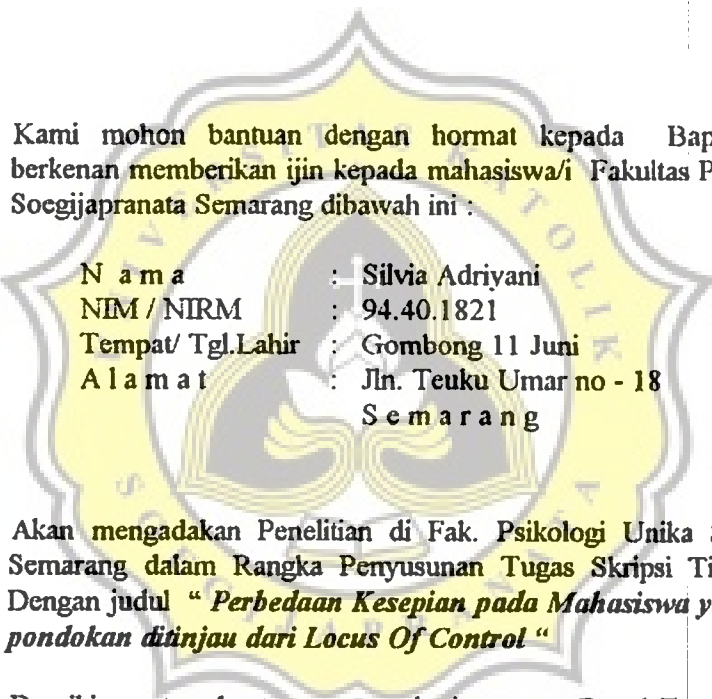 Kami mohon bantuan dengan hormat kepada Bap
berkenan memberikan ijin kepada mahasiswa/i Fakultas P
Soegijapranata Semarang dibawah ini :
N a m a : Silvia Adriyani
NIM / NIRM : 94.40.1821
Tempat/ Tgl.Lahir : Gombong 11 Juni
A l a m a t : Jln. Teuku Umar no - 18
S e m a r a n g
Akan mengadakan Penelitian di Fak. Psikologi Unika
Semarang dalam Rangka Penyusunan Tugas Skripsi Ti
Dengan judul “ Perbedaan Kesepian pada Mahasiswa y
pondokan ditinjau dari Locus Of Control “
UNIVERSITAS KATOLIK
SOEGIJAPRANATA